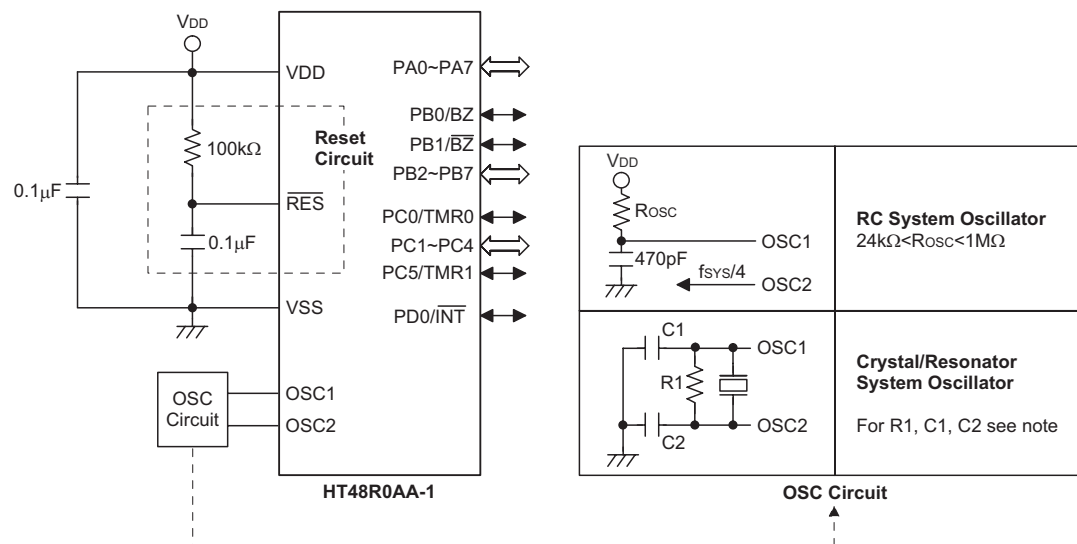 VDD
VDD
100kΩ
Reset
Circuit
0.1µF
RES
0.1µF
VSS
OSC
Circuit
OSC1
OSC2
PA0~PA7
PB0/BZ
PB1/BZ
PB2~PB7
PC0/TMR0
PC1~PC4
PC5/TMR1
PD0/INT
HT48R0AA-1
VDD
ROSC
OSC1
470pF
fSYS/4
OSC2
RC System Oscillator
24kΩ<ROSC<1MΩ
C1
OSC1
R1
OSC2
C2
Crystal/Resonator
System Oscillator
For R1, C1, C2 see note
OSC Circuit